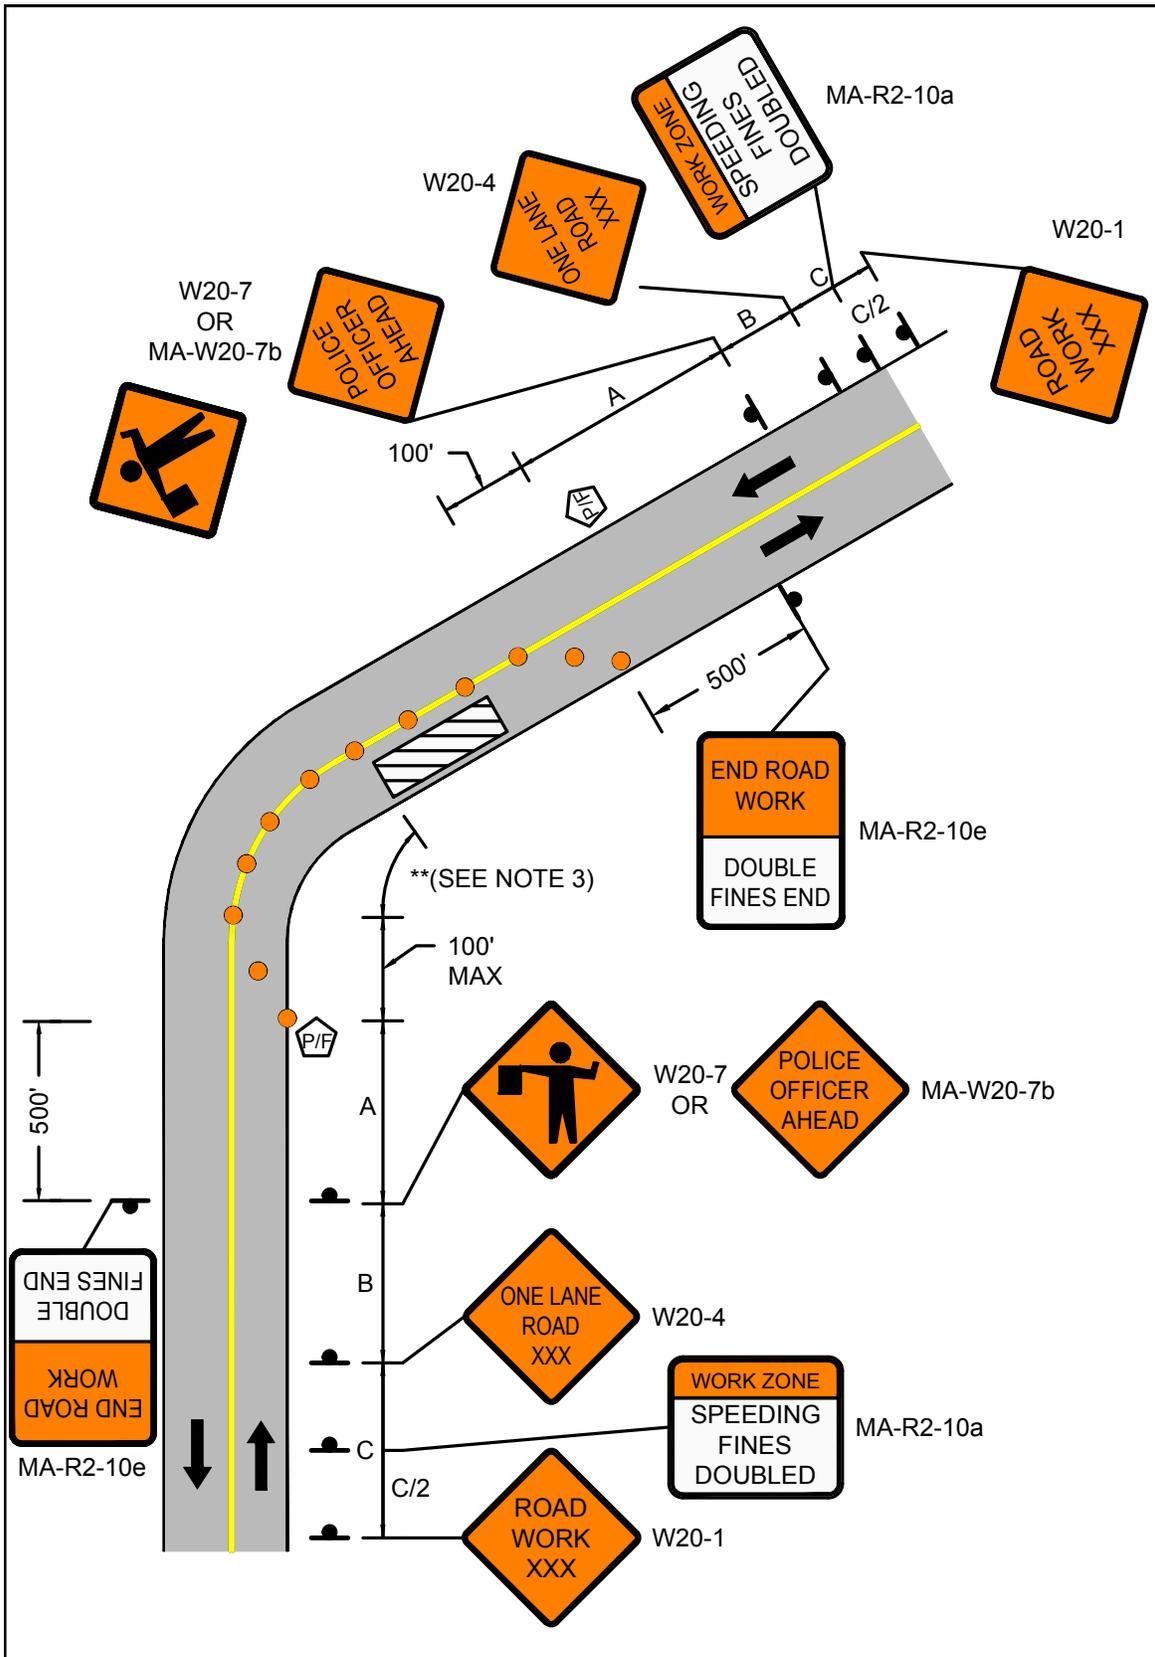 MA-R2-10a
WORK ZONE
SPEEDING
FINES
DOUBLED
W20-4
ONE LANE
ROAD
XXX
W20-1
ROAD
WORK
XXX
W20-7
OR
MA-W20-7b
POLICE
OFFICER
AHEAD
C
B
C/2
A
100'
P/F
500'
END ROAD
WORK
DOUBLE
FINES END
MA-R2-10e
**(SEE NOTE 3)
100'
MAX
P/F
500'
A
W20-7
OR
POLICE
OFFICER
AHEAD
MA-W20-7b
B
ONE LANE
ROAD
XXX
W20-4
END ROAD
WORK
DOUBLE
FINES END
MA-R2-10e
WORK ZONE
SPEEDING
FINES
DOUBLED
MA-R2-10a
C
C/2
ROAD
WORK
XXX
W20-1